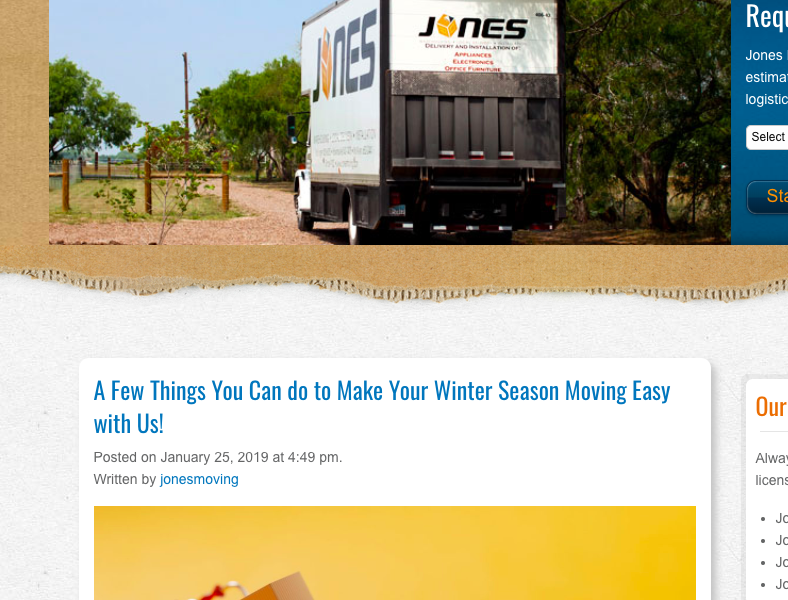 JONES
JONES
DELIVERY AND INSTALLATION OF
APPLIANCES
ELECTRONICS
OFFICE FURNITURE
Requ
Jones
estimat
logistic
Select
Sta
A Few Things You Can do to Make Your Winter Season Moving Easy
with Us!
Posted on January 25, 2019 at 4:49 pm.
Written by jonesmoving
Our
Alway
licens
• Jo
• Jo
• Jo
• Jo